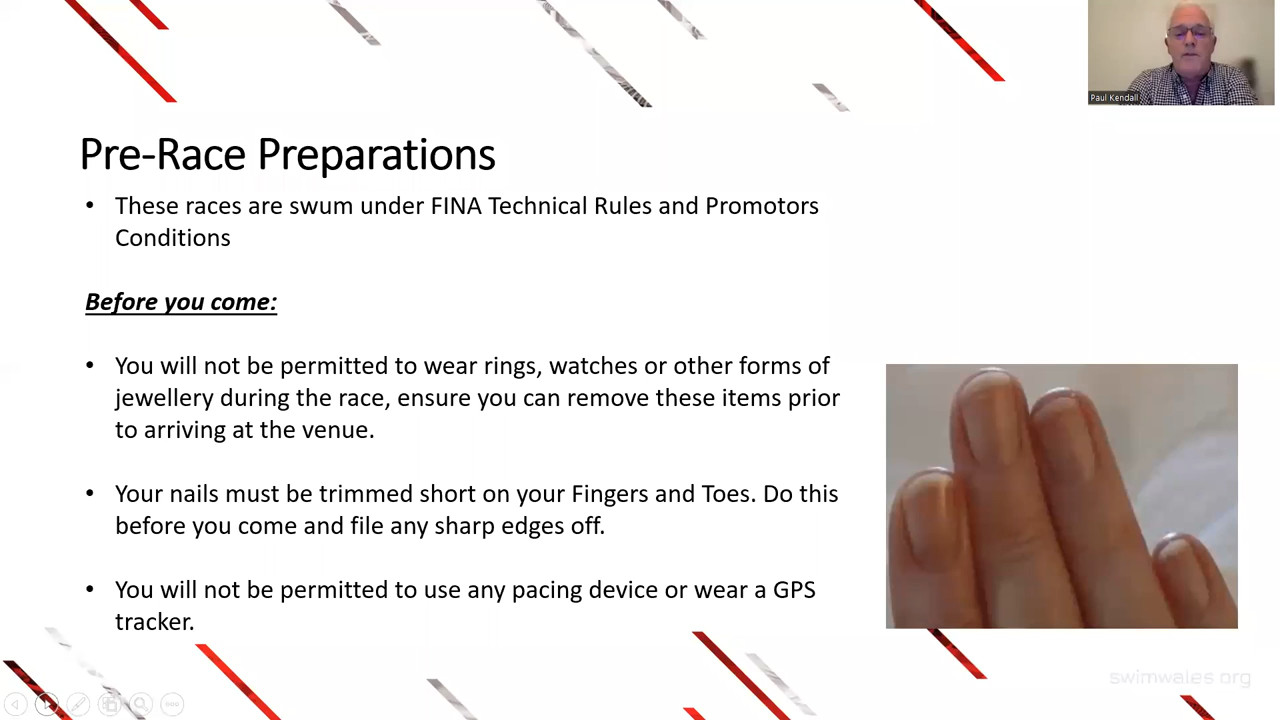 Paul Kendall
Pre-Race Preparations
• These races are swum under FINA Technical Rules and Promotors
Conditions
Before you come:
• You will not be permitted to wear rings, watches or other forms of
jewellery during the race, ensure you can remove these items prior
to arriving at the venue.
• Your nails must be trimmed short on your Fingers and Toes. Do this
before you come and file any sharp edges off.
• You will not be permitted to use any pacing device or wear a GPS
tracker.
swimwales.org